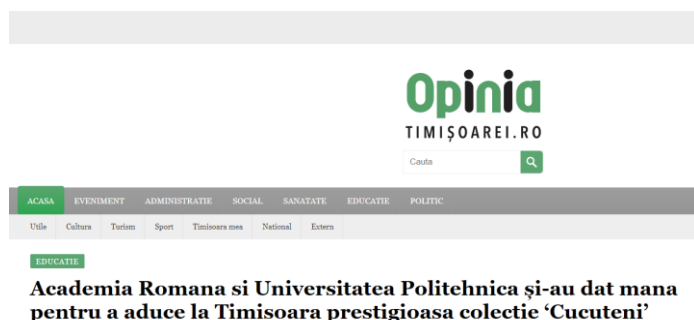 Opinia
TIMIȘOAREI.RO
Cauta
ACASA EVENIMENT ADMINISTRATIE SOCIAL SANATATE EDUCATIE POLITIC
Utile Cultura Turism Sport Timisoara mea National Extern
EDUCATIE
Academia Romana si Universitatea Politehnica și-au dat mana
pentru a aduce la Timisoara prestigioasa colectie ‘Cucuteni’